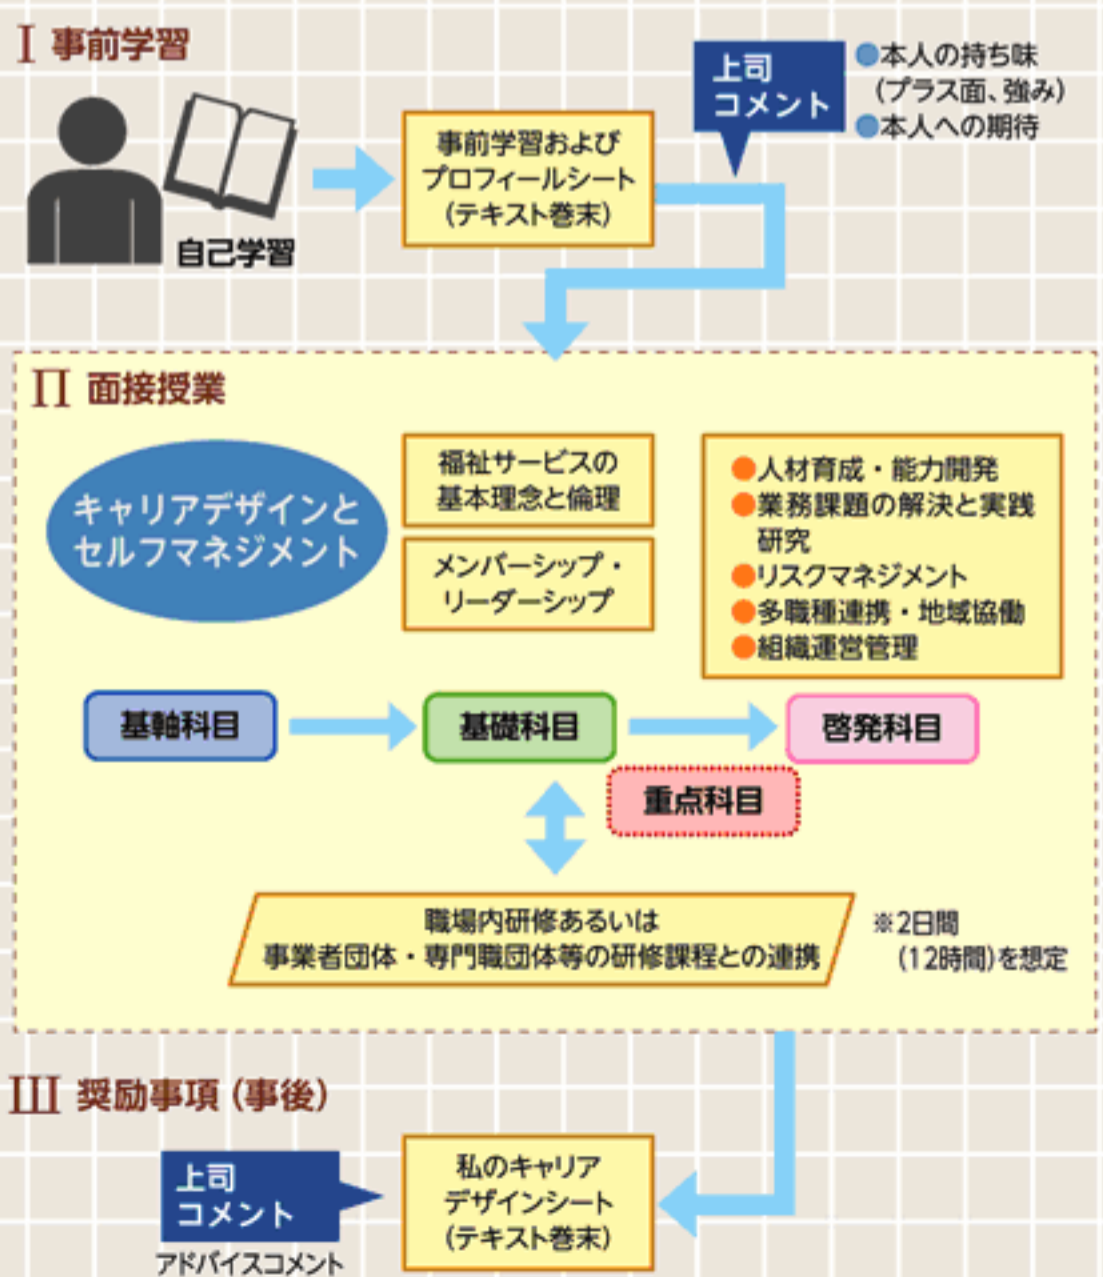 Ⅰ 事前学習
上司
コメント
●本人の持ち味
(プラス面、強み)
●本人への期待
事前学習および
プロフィールシート
(テキスト巻末)
自己学習
Ⅱ 面接授業
キャリアデザインと
セルフマネジメント
福祉サービスの
基本理念と倫理
メンバーシップ・
リーダーシップ
●人材育成・能力開発
●業務課題の解決と実践
研究
●リスクマネジメント
●多職種連携・地域協働
●組織運営管理
基軸科目
基礎科目
啓発科目
重点科目
職場内研修あるいは
事業者団体・専門職団体等の研修課程との連携
※2日間
(12時間)を想定
Ⅲ 奨励事項(事後)
上司
コメント
アドバイスコメント
私のキャリア
デザインシート
(テキスト巻末)